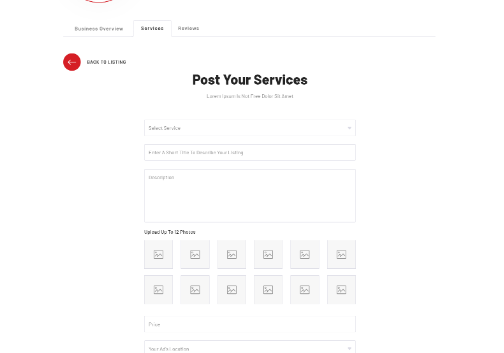 Business Overview
Services
Reviews
BACK TO LISTING
Post Your Services
Lorem Ipsum Is Not Free Dolor Sit Amet
Select Service
Enter A Short Title To Describe Your Listing
Description
Upload Up To 12 Photos
Price
Your Ad's Location